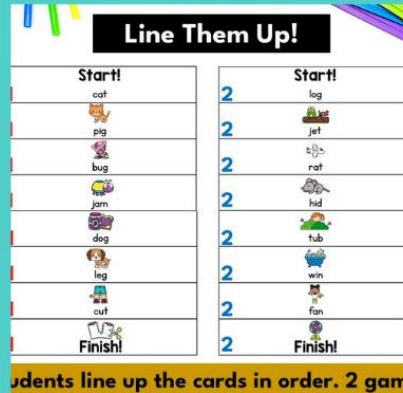 Line Them Up!
Start!
cat
pig
bug
jam
dog
leg
cut
Finish!
Start!
2 log
2 jet
2 rat
2 hid
2 tub
2 win
2 fan
2 Finish!
udents line up the cards in order. 2 gam